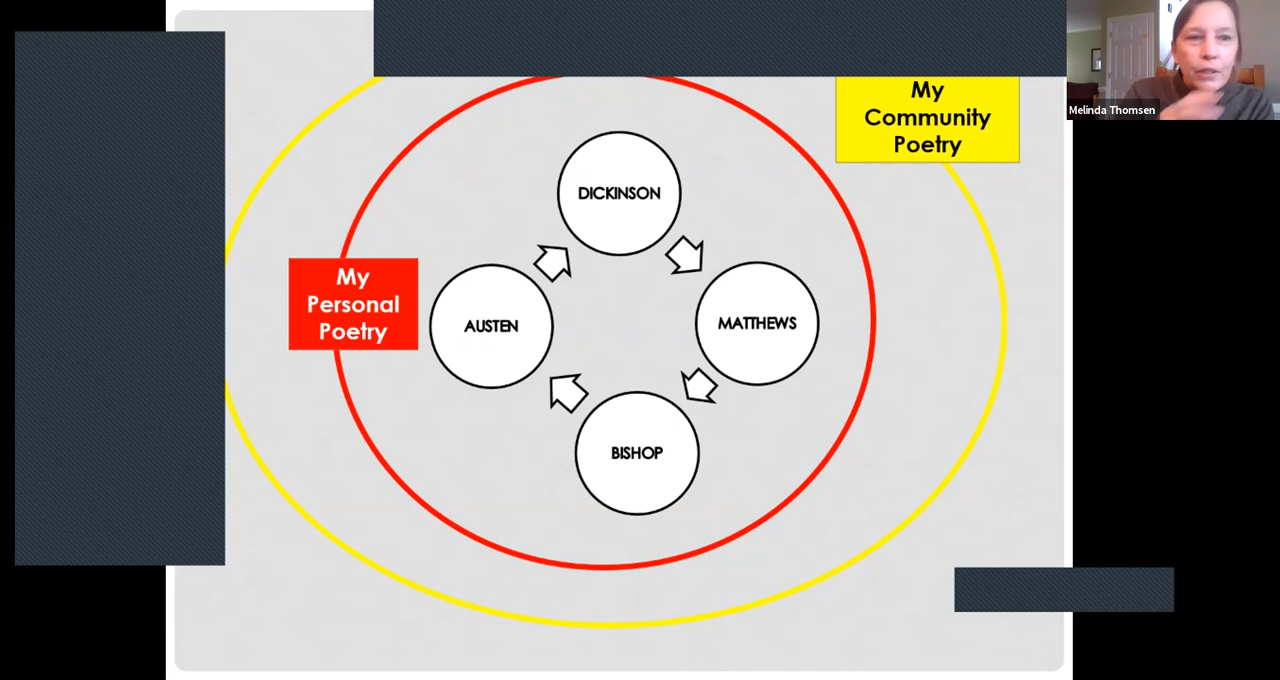 My
Community
Poetry
Melinda Thomsen
DICKINSON
My
Personal
Poetry
AUSTEN
MATTHEWS
BISHOP